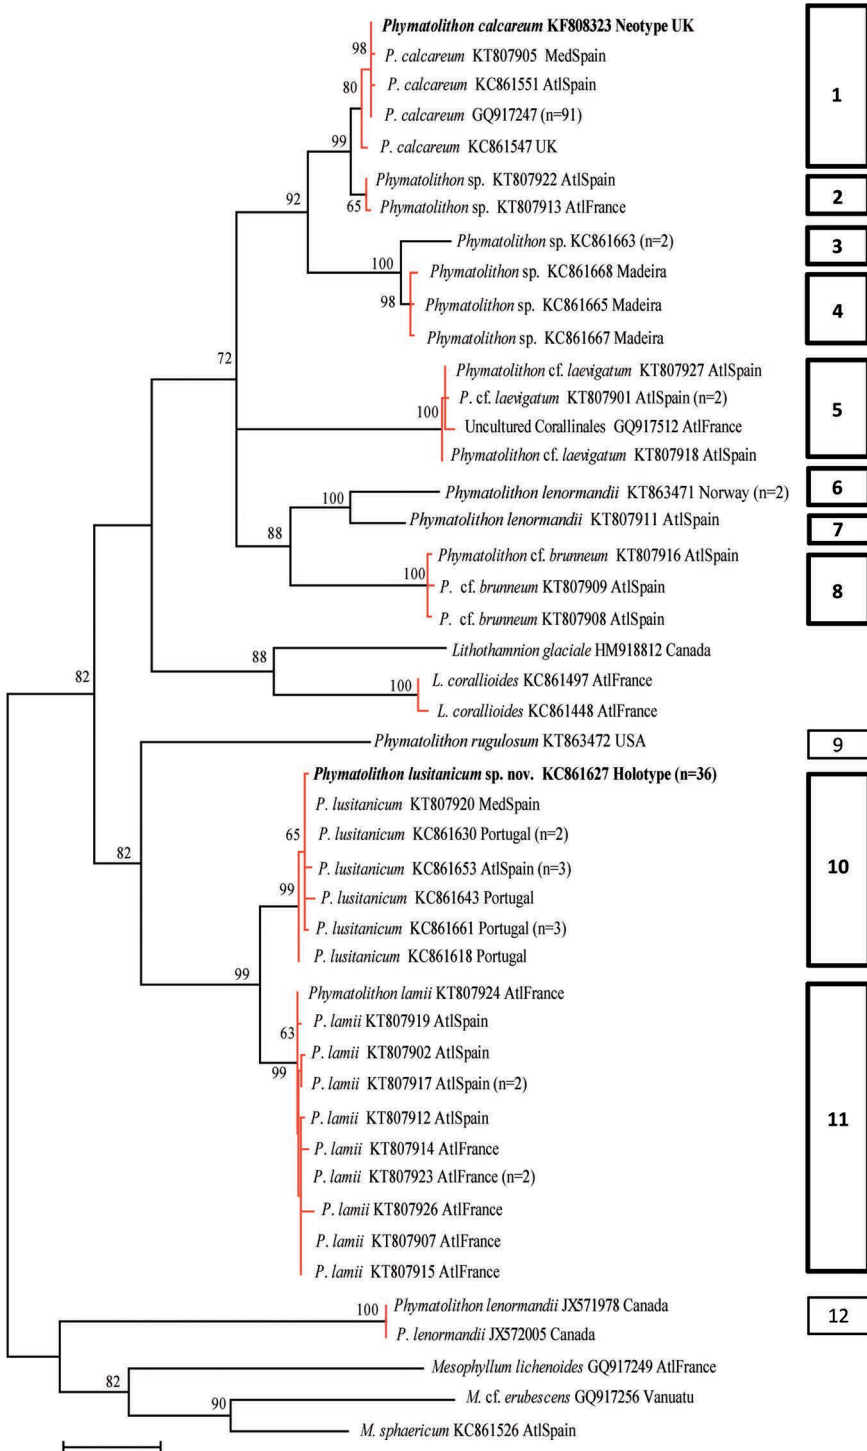 Phymatolithon calcareum KF808323 Neotype UK
98
P. calcareum KT807905 MedSpain
80
P. calcareum KC861551 AtlSpain
1
P. calcareum GQ917247 (n=91)
99
P. calcareum KC861547 UK
Phymatolithon sp. KT807922 AtlSpain
92
2
65
Phymatolithon sp. KT807913 AtlFrance
Phymatolithon sp. KC861663 (n=2)
3
100
Phymatolithon sp. KC861668 Madeira
98
Phymatolithon sp. KC861665 Madeira
4
Phymatolithon sp. KC861667 Madeira
72
Phymatolithon cf. laevigatum KT807927 AtlSpain
P. cf. laevigatum KT807901 AtlSpain (n=2)
5
100
Uncultured Corallinales GQ917512 AtlFrance
Phymatolithon cf. laevigatum KT807918 AtlSpain
100
Phymatolithon lenormandii KT863471 Norway (n=2)
6
Phymatolithon lenormandii KT807911 AtlSpain
7
88
Phymatolithon cf. brunneum KT807916 AtlSpain
100
P. cf. brunneum KT807909 AtlSpain
8
P. cf. brunneum KT807908 AtlSpain
Lithothamnion glaciale HM918812 Canada
88
82
L. corallioides KC861497 AtlFrance
100
L. corallioides KC861448 AtlFrance
Phymatolithon rugulosum KT863472 USA
9
Phymatolithon lusitanicum sp. nov. KC861627 Holotype (n=36)
P. lusitanicum KT807920 MedSpain
65
P. lusitanicum KC861630 Portugal (n=2)
82
P. lusitanicum KC861653 AtlSpain (n=3)
10
99
P. lusitanicum KC861643 Portugal
P. lusitanicum KC861661 Portugal (n=3)
P. lusitanicum KC861618 Portugal
99
Phymatolithon lamii KT807924 AtlFrance
P. lamii KT807919 AtlSpain
63
P. lamii KT807902 AtlSpain
99
P. lamii KT807917 AtlSpain (n=2)
P. lamii KT807912 AtlSpain
11
P. lamii KT807914 AtlFrance
P. lamii KT807923 AtlFrance (n=2)
P. lamii KT807926 AtlFrance
P. lamii KT807907 AtlFrance
P. lamii KT807915 AtlFrance
100
Phymatolithon lenormandii JX571978 Canada
12
P. lenormandii JX572005 Canada
Mesophyllum lichenoides GQ917249 AtlFrance
82
M. cf. erubescens GQ917256 Vanuatu
90
M. sphaericum KC861526 AtlSpain